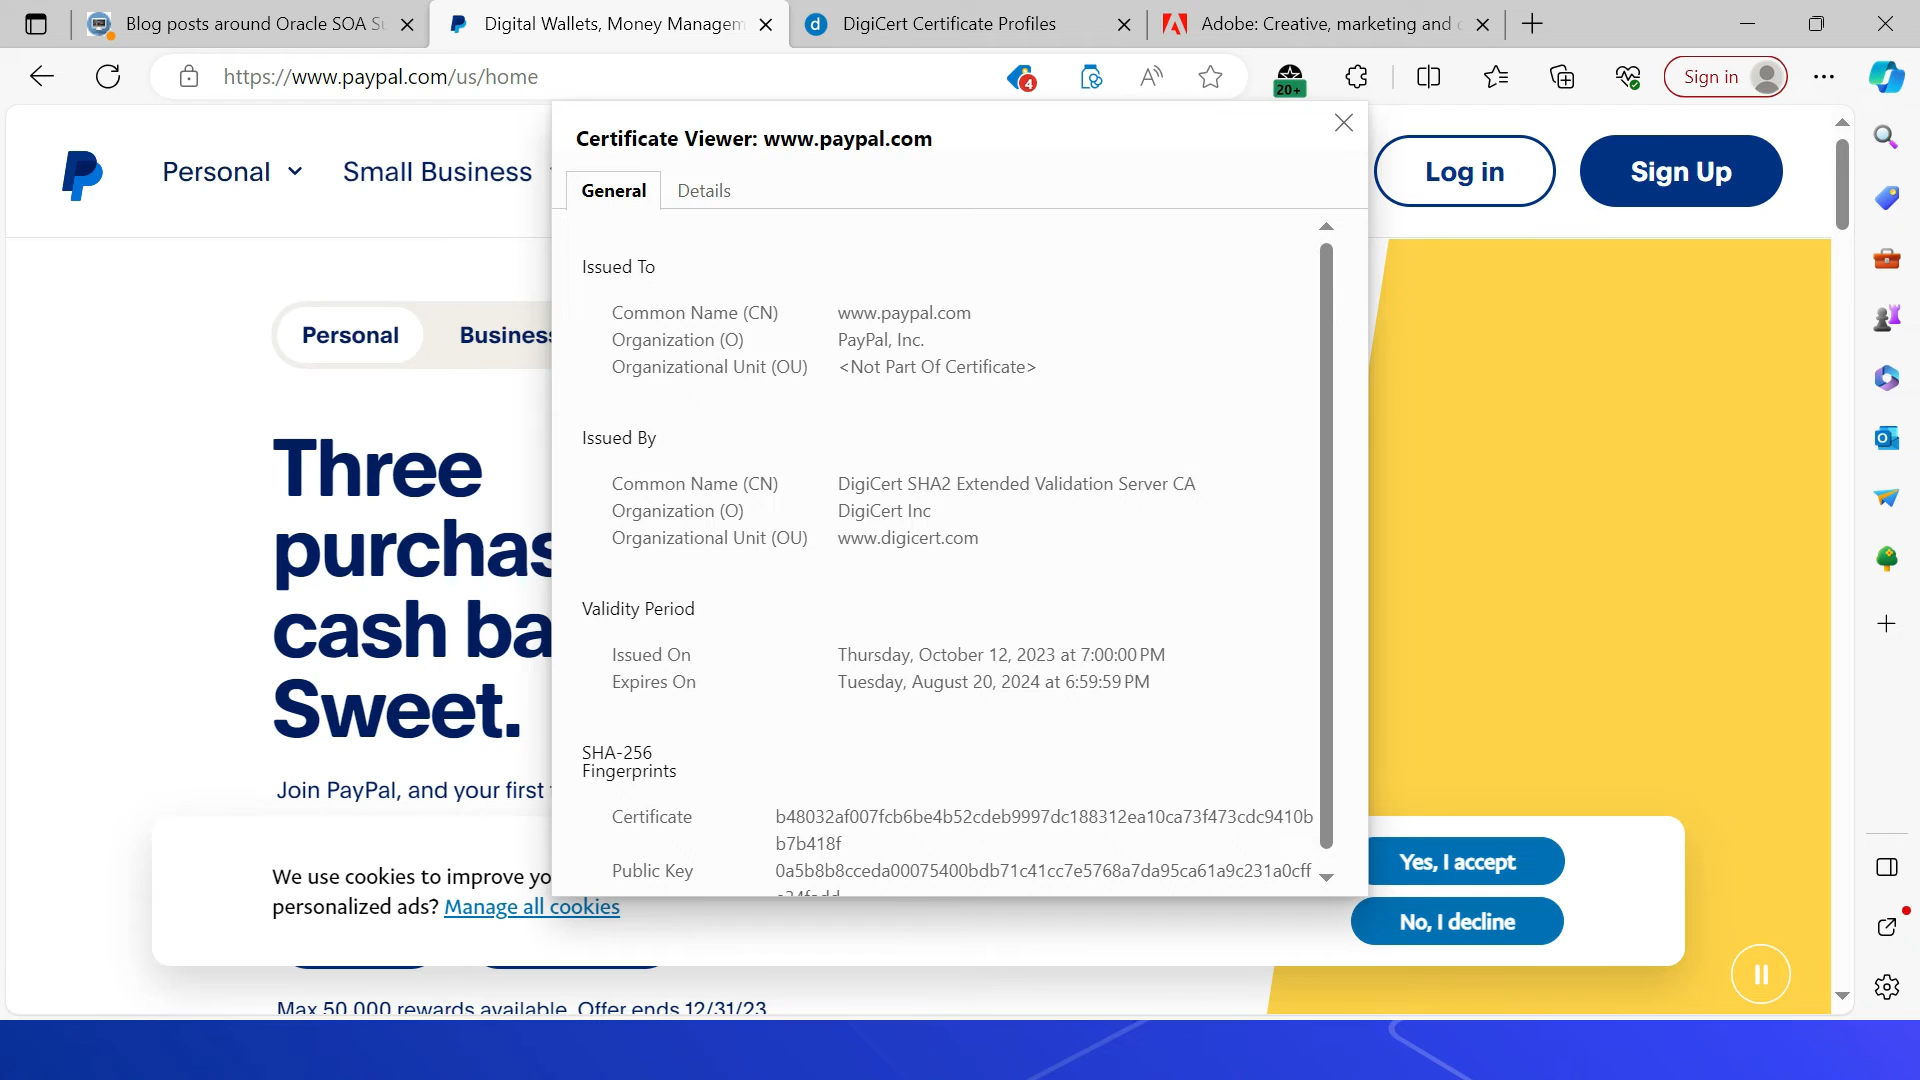 Blog posts around Oracle SOA Su
Digital Wallets, Money Managem
DigiCert Certificate Profiles
Adobe: Creative, marketing and
https://www.paypal.com/us/home
4
20+
Sign in
Personal
Small Business
Log in
Sign Up
Certificate Viewer: www.paypal.com
General
Details
Issued To
Common Name (CN) www.paypal.com
Organization (O) PayPal, Inc.
Organizational Unit (OU) <Not Part Of Certificate>
Issued By
Common Name (CN) DigiCert SHA2 Extended Validation Server CA
Organization (O) DigiCert Inc
Organizational Unit (OU) www.digicert.com
Validity Period
Issued On Thursday, October 12, 2023 at 7:00:00 PM
Expires On Tuesday, August 20, 2024 at 6:59:59 PM
SHA-256
Fingerprints
Certificate b48032af007fcb6be4b52cdeb9997dc188312ea10ca73f473cdc9410b
b7b418f
Public Key 0a5b8b8cceda00075400bdb71c41cc7e5768a7da95ca61a9c231a0cff
Personal
Business
Three
purchas
cash ba
Sweet.
Join PayPal, and your first
We use cookies to improve yo
personalized ads? Manage all cookies
Yes, I accept
No, I decline
Max 50,000 rewards available. Offer ends 12/31/23